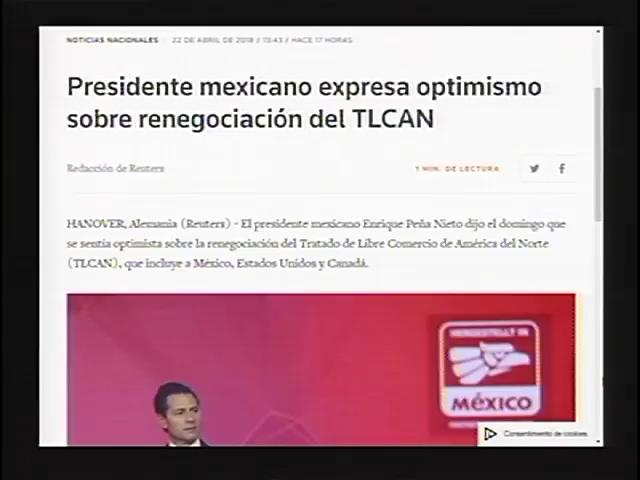 NOTICIAS NACIONALES 22 DE ABRIL DE 2018 / 13:43 / HACE 17 HORAS
Presidente mexicano expresa optimismo
sobre renegociación del TLCAN
Redacción de Reuters
1 MIN. DE LECTURA
HANOVER, Alemania (Reuters) - El presidente mexicano Enrique Peña Nieto dijo el domingo que
se sentía optimista sobre la renegociación del Tratado de Libre Comercio de América del Norte
(TLCAN), que incluye a México, Estados Unidos y Canadá.
HERGESTELLT IN
MÉXICO
Consentimiento de cookies